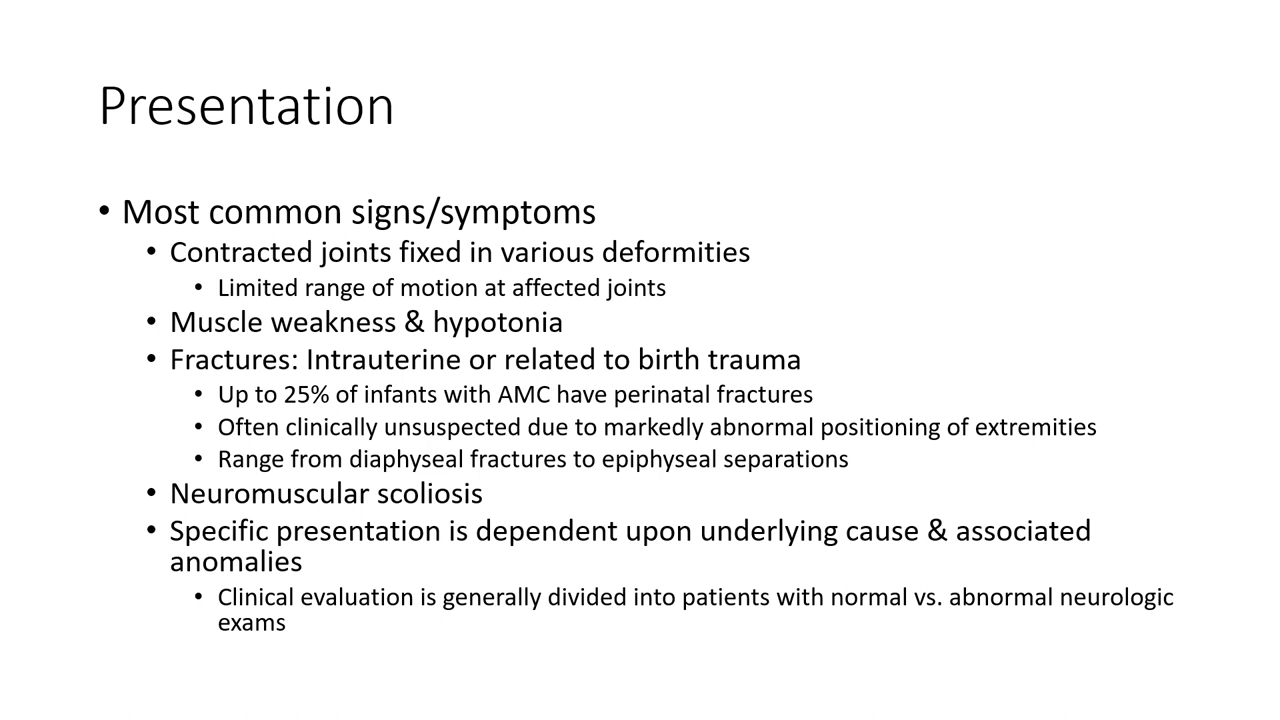 Presentation
• Most common signs/symptoms
• Contracted joints fixed in various deformities
• Limited range of motion at affected joints
• Muscle weakness & hypotonia
• Fractures: Intrauterine or related to birth trauma
• Up to 25% of infants with AMC have perinatal fractures
• Often clinically unsuspected due to markedly abnormal positioning of extremities
• Range from diaphyseal fractures to epiphyseal separations
• Neuromuscular scoliosis
• Specific presentation is dependent upon underlying cause & associated
anomalies
• Clinical evaluation is generally divided into patients with normal vs. abnormal neurologic
exams